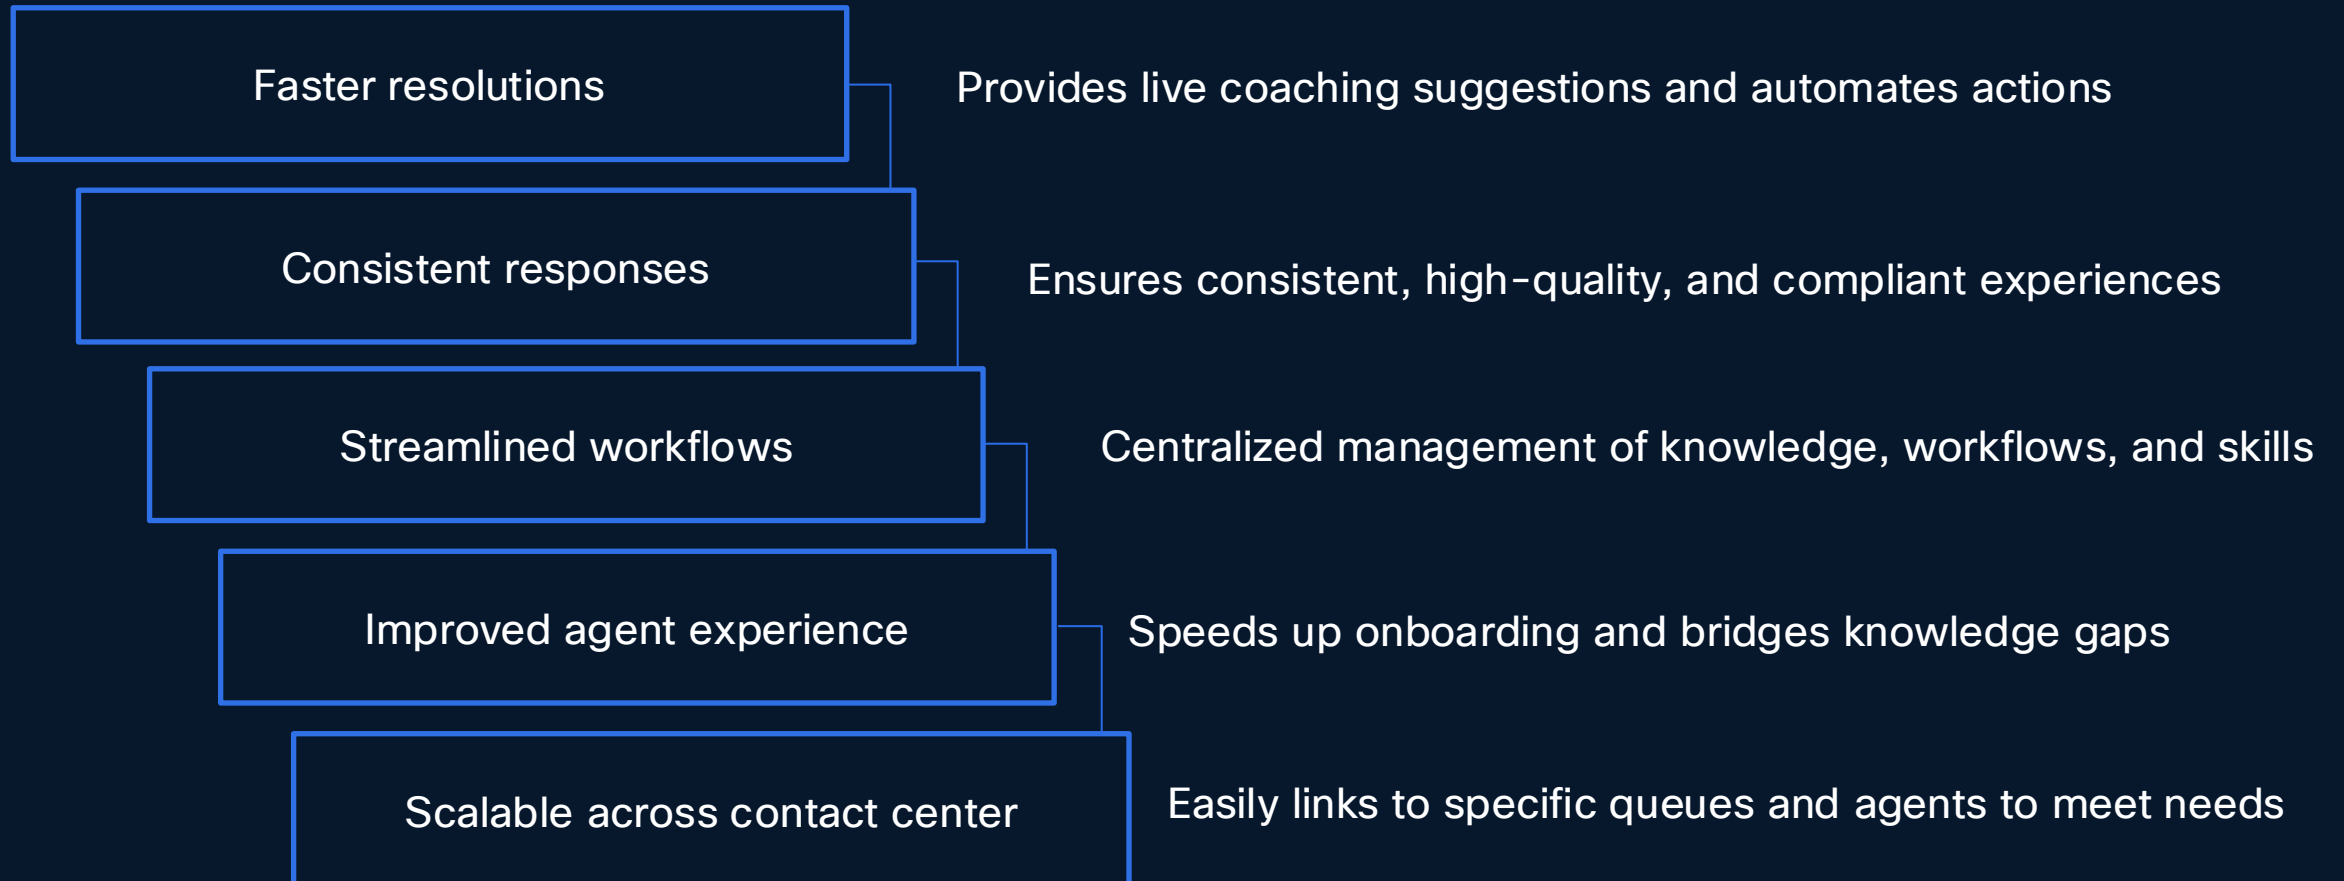 Faster resolutions
Provides live coaching suggestions and automates actions
Consistent responses
Ensures consistent, high-quality, and compliant experiences
Streamlined workflows
Centralized management of knowledge, workflows, and skills
Improved agent experience
Speeds up onboarding and bridges knowledge gaps
Scalable across contact center
Easily links to specific queues and agents to meet needs